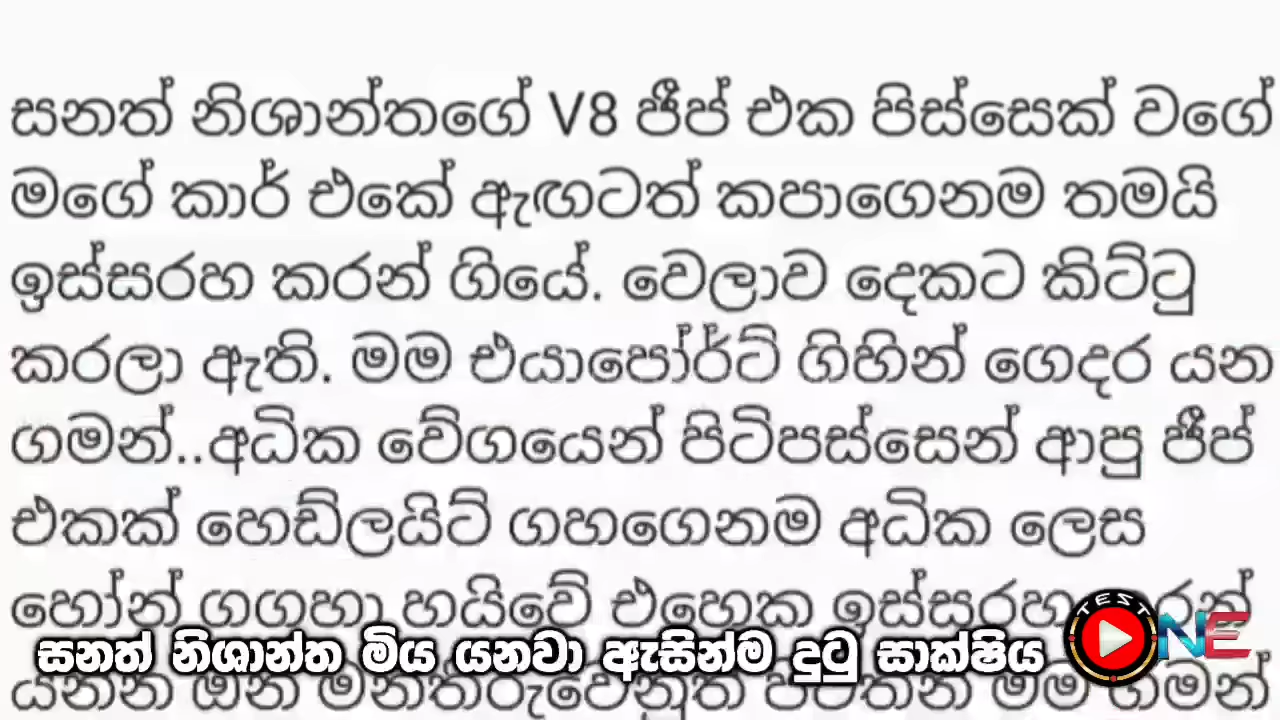 සනත් නිශාන්තගේ V8 ජීප් එක පිස්සෙක් වගේ
මගේ කාර් එකේ ඇඟටත් කපාගෙනම තමයි
ඉස්සරහ කරන් ගියේ. වෙලාව දෙකට කිට්ටු
කරලා ඇති. මම එයාපෝර්ට් ගිහින් ගෙදර යන
ගමන්..අධික වේගයෙන් පිටිපස්සෙන් ආපු ජීප්
එකක් හෙඩ්ලයිට් ගහගෙනම අධික ලෙස
හෝන් ගගහා හයිවේ එහෙක ඉස්සරහ කරන්
සනත් නිශාන්ත මිය යනවා ඇසින්ම දුටු සාක්ෂිය
TEST ONE